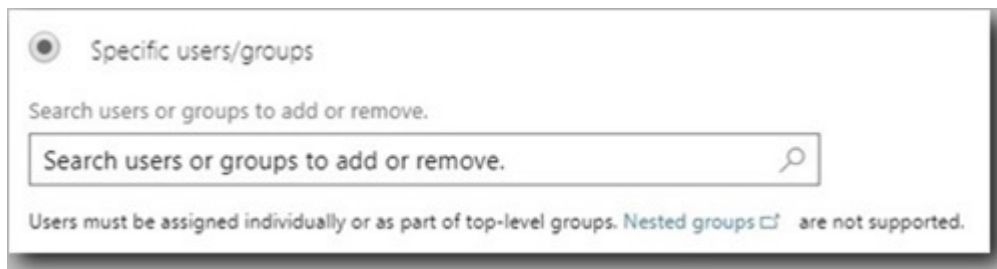 Specific users/groups
Search users or groups to add or remove.
Search users or groups to add or remove.
Users must be assigned individually or as part of top-level groups. Nested groups are not supported.